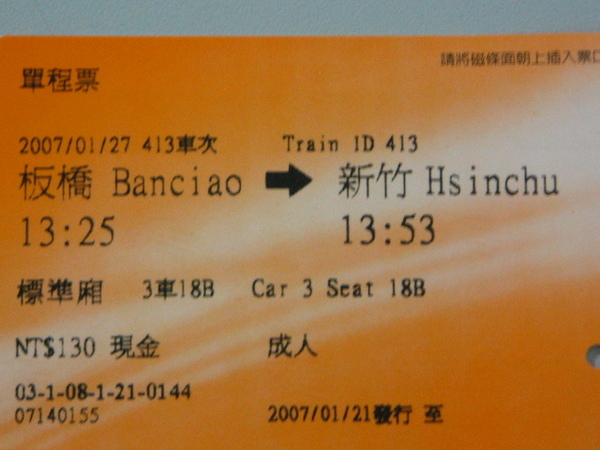 請將磁條面朝上插入票口
單程票
2007/01/27 413車次 Train ID 413
板橋 Banciao → 新竹 Hsinchu
13:25 13:53
標準廂 3車18B Car 3 Seat 18B
NT$130 現金 成人
03-1-08-1-21-0144
07140155 2007/01/21發行 至